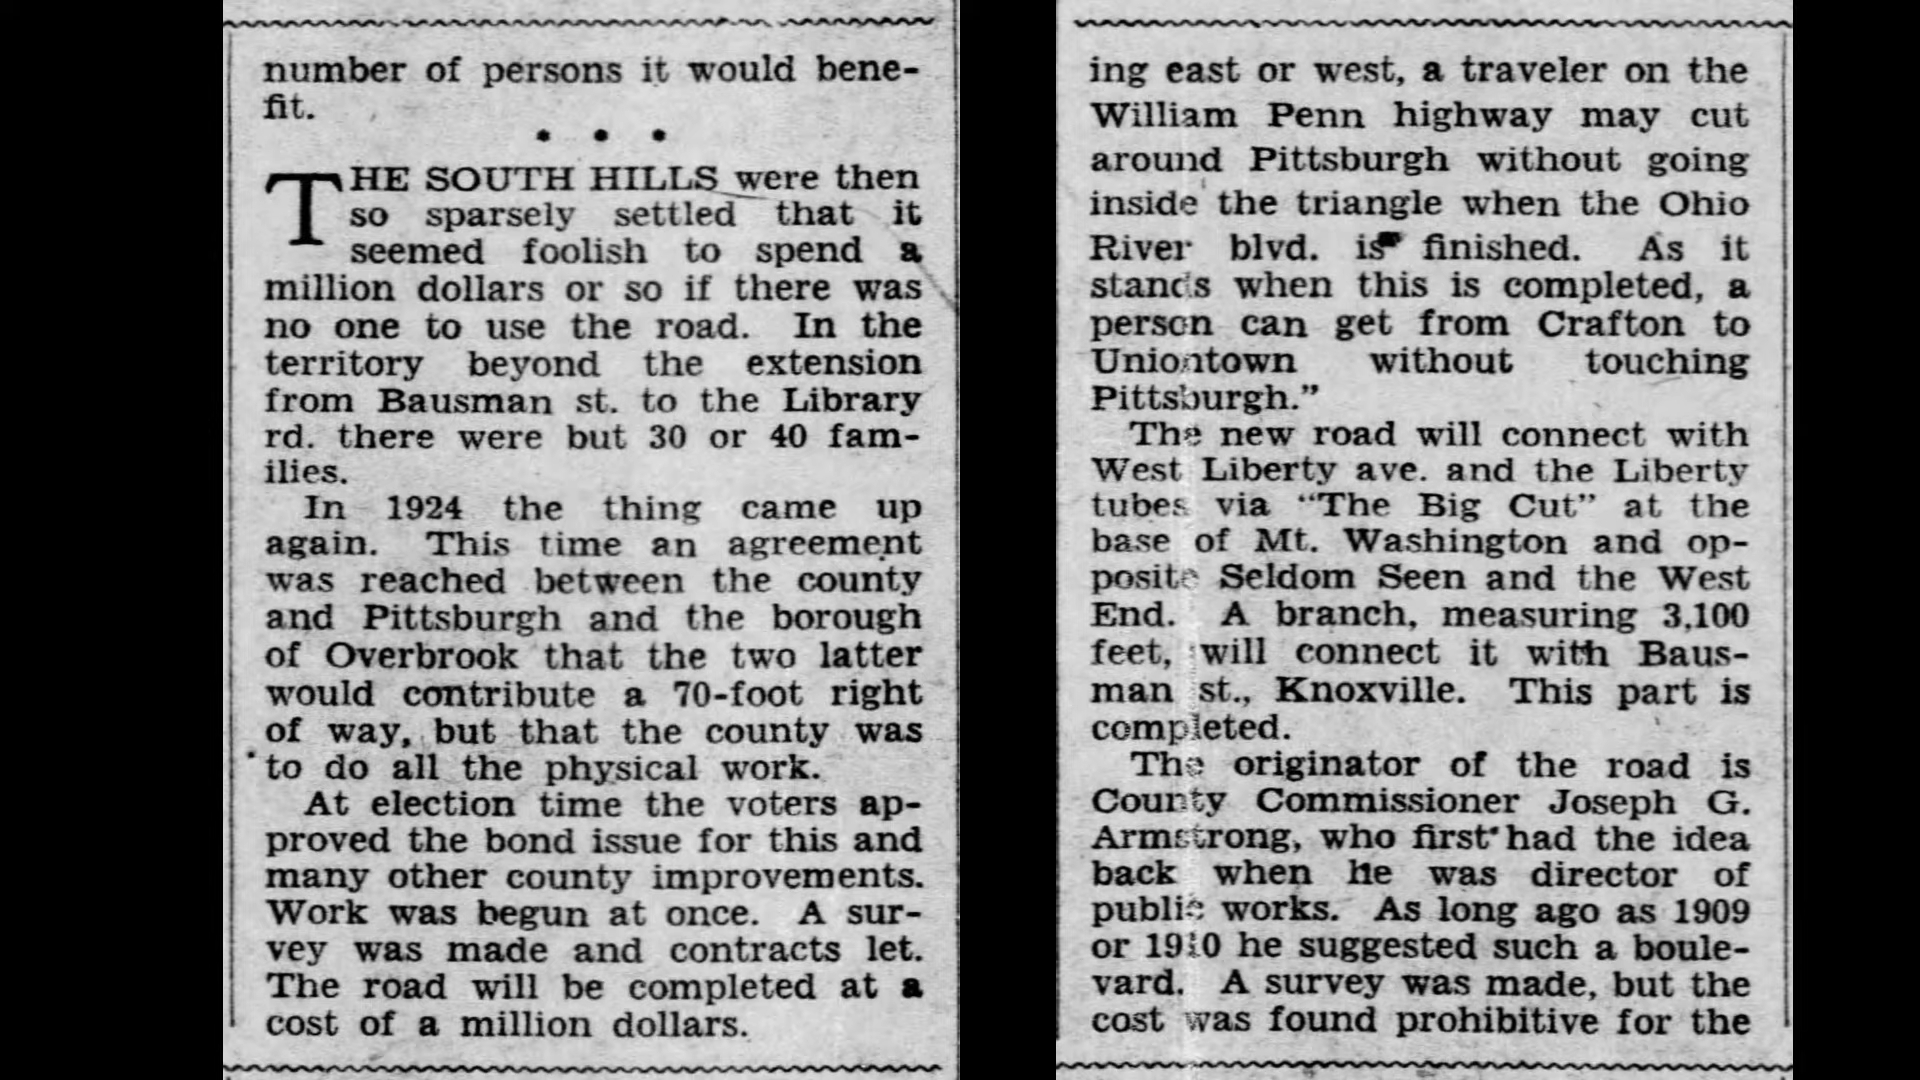 number of persons it would bene-
fit.
• • •
THE SOUTH HILLS were then
so sparsely settled that it
seemed foolish to spend a
million dollars or so if there was
no one to use the road. In the
territory beyond the extension
from Bausman st. to the Library
rd. there were but 30 or 40 fam-
ilies.
In 1924 the thing came up
again. This time an agreement
was reached between the county
and Pittsburgh and the borough
of Overbrook that the two latter
would contribute a 70-foot right
of way, but that the county was
to do all the physical work.
At election time the voters ap-
proved the bond issue for this and
many other county improvements.
Work was begun at once. A sur-
vey was made and contracts let.
The road will be completed at a
cost of a million dollars.
ing east or west, a traveler on the
William Penn highway may cut
around Pittsburgh without going
inside the triangle when the Ohio
River blvd. is finished. As it
stands when this is completed, a
person can get from Crafton to
Uniontown without touching
Pittsburgh.”
The new road will connect with
West Liberty ave. and the Liberty
tubes via “The Big Cut” at the
base of Mt. Washington and op-
posite Seldom Seen and the West
End. A branch, measuring 3,100
feet, will connect it with Baus-
man st., Knoxville. This part is
completed.
The originator of the road is
County Commissioner Joseph G.
Armstrong, who first had the idea
back when he was director of
public works. As long ago as 1909
or 1910 he suggested such a boule-
vard. A survey was made, but the
cost was found prohibitive for the